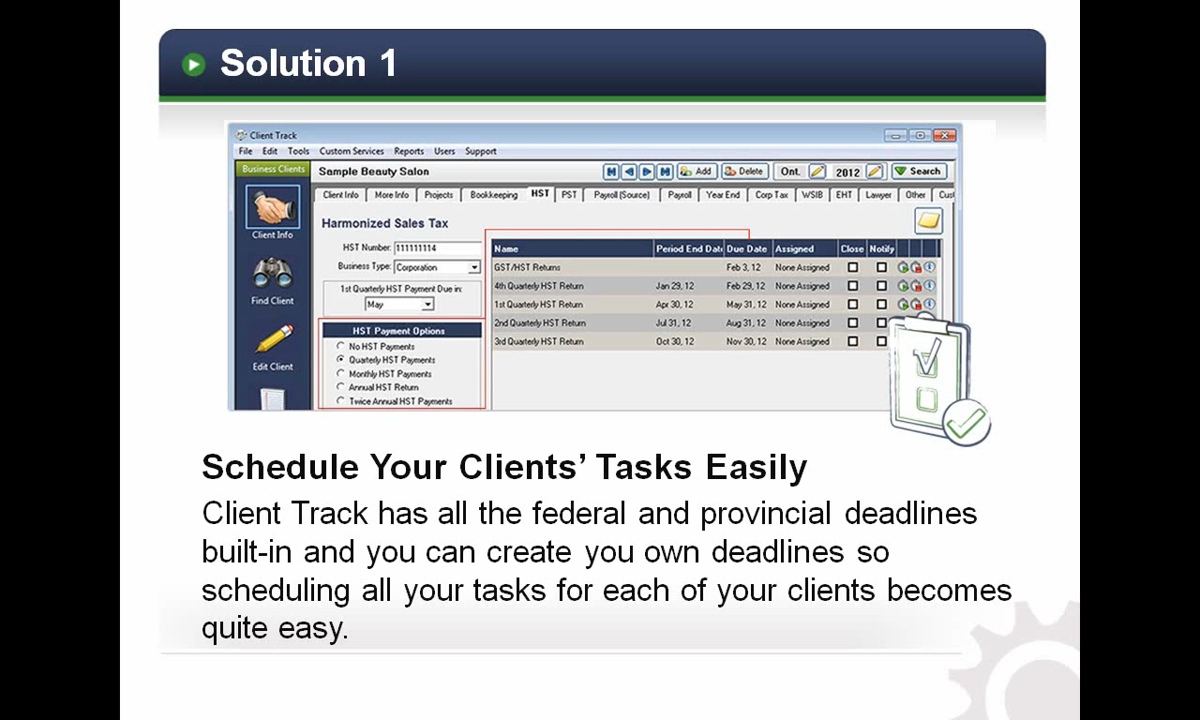 Solution 1
Client Track
File Edit Tools Custom Services Reports Users Support
Business Clients
Sample Beauty Salon
Add Delete Ont. 2012 Search
Client Info More Info Projects Bookkeeping HST PST Payroll (Source) Payroll Year End Corp Tax WSIB EHT Lawyer Other Cus
Client Info
Find Client
Edit Client
Harmonized Sales Tax
HST Number: 111111114
Business Type: Corporation
1st Quarterly HST Payment Due in:
May
HST Payment Options
No HST Payments
Quarterly HST Payments
Monthly HST Payments
Annual HST Return
Twice Annual HST Payments
Name Period End Date Due Date Assigned Close Notify
GST/HST Returns Feb 3, 12 None Assigned
4th Quarterly HST Return Jan 29, 12 Feb 29, 12 None Assigned
1st Quarterly HST Return Apr 30, 12 May 31, 12 None Assigned
2nd Quarterly HST Return Jul 31, 12 Aug 31, 12 None Assigned
3rd Quarterly HST Return Oct 30, 12 Nov 30, 12 None Assigned
Schedule Your Clients’ Tasks Easily
Client Track has all the federal and provincial deadlines
built-in and you can create you own deadlines so
scheduling all your tasks for each of your clients becomes
quite easy.